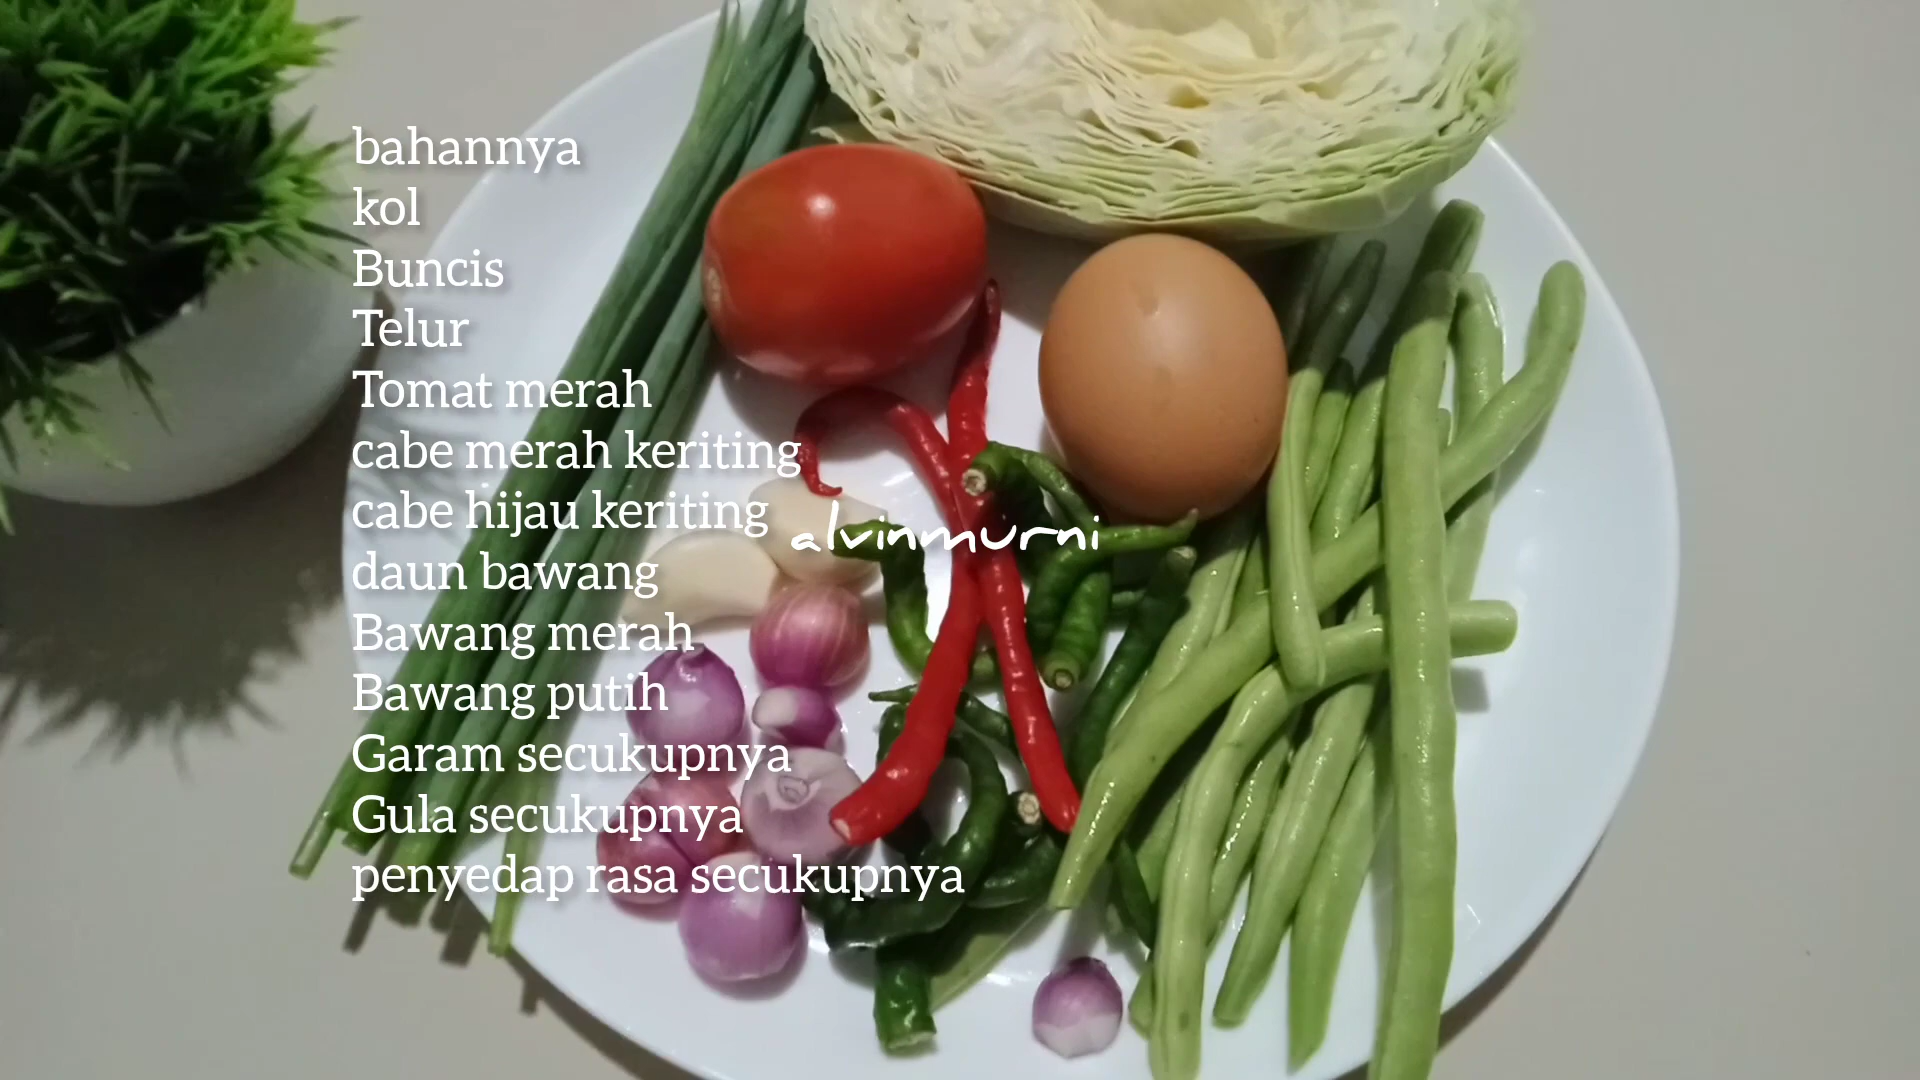 bahannya
kol
Buncis
Telur
Tomat merah
cabe merah keriting
cabe hijau keriting
alvinmurni
daun bawang
Bawang merah
Bawang putih
Garam secukupnya
Gula secukupnya
penyedap rasa secukupnya